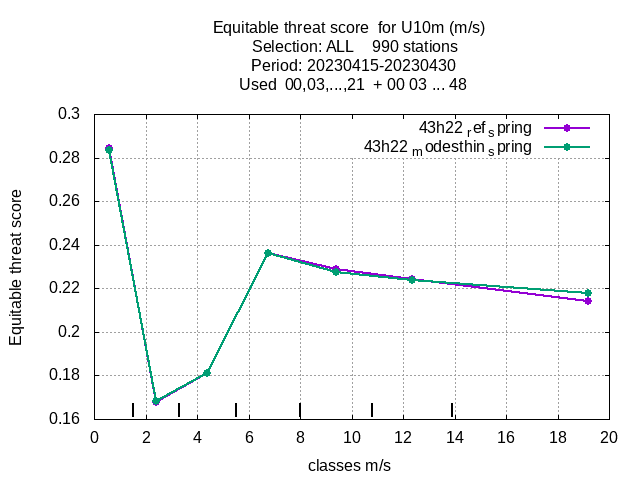 Equitable threat score for U10m (m/s)
Selection: ALL 990 stations
Period: 20230415-20230430
Used 00,03,...,21 + 00 03 ... 48
43h22 ref spring
43h22 modesthin spring
0.3
0.28
0.26
0.24
0.22
0.2
0.18
0.16
Equitable threat score
0 2 4 6 8 10 12 14 16 18 20
classes m/s